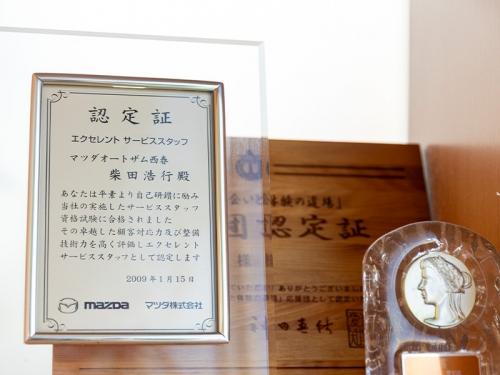 認定証
エクセレント サービススタッフ
マツダオートザム西春
柴田浩行殿
あなたは平素より自己研鑽に励み
当社の実施したサービススタッフ
資格試験に合格されました
その卓越した顧客対応力及び整備
技術力を高く評価しエクセレント
サービススタッフとして認定します
2009年1月15日
mazda マツダ株式会社
験の道場」
団認定証
様